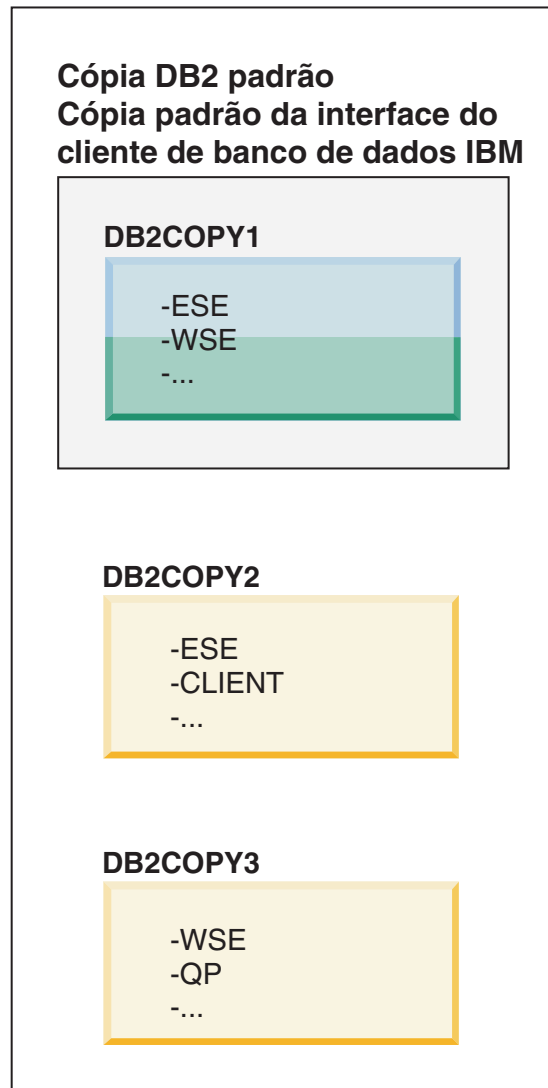 Cópia DB2 padrão
Cópia padrão da interface do
cliente de banco de dados IBM
DB2COPY1
-ESE
-WSE
-...
DB2COPY2
-ESE
-CLIENT
-...
DB2COPY3
-WSE
-QP
-...